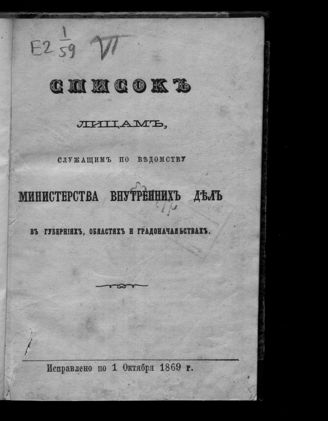 Е2 1/59 VI
СПИСОКЪ
ЛИЦАМЪ,
СЛУЖАЩИМЪ ПО ВѢДОМСТВУ
МИНИСТЕРСТВА ВНУТРЕННИХЪ ДѢЛЪ
ВЪ ГУБЕРНІЯХЪ, ОБЛАСТЯХЪ И ГРАДОНАЧАЛЬСТВАХЪ.
Исправлено по 1 Октября 1869 г.